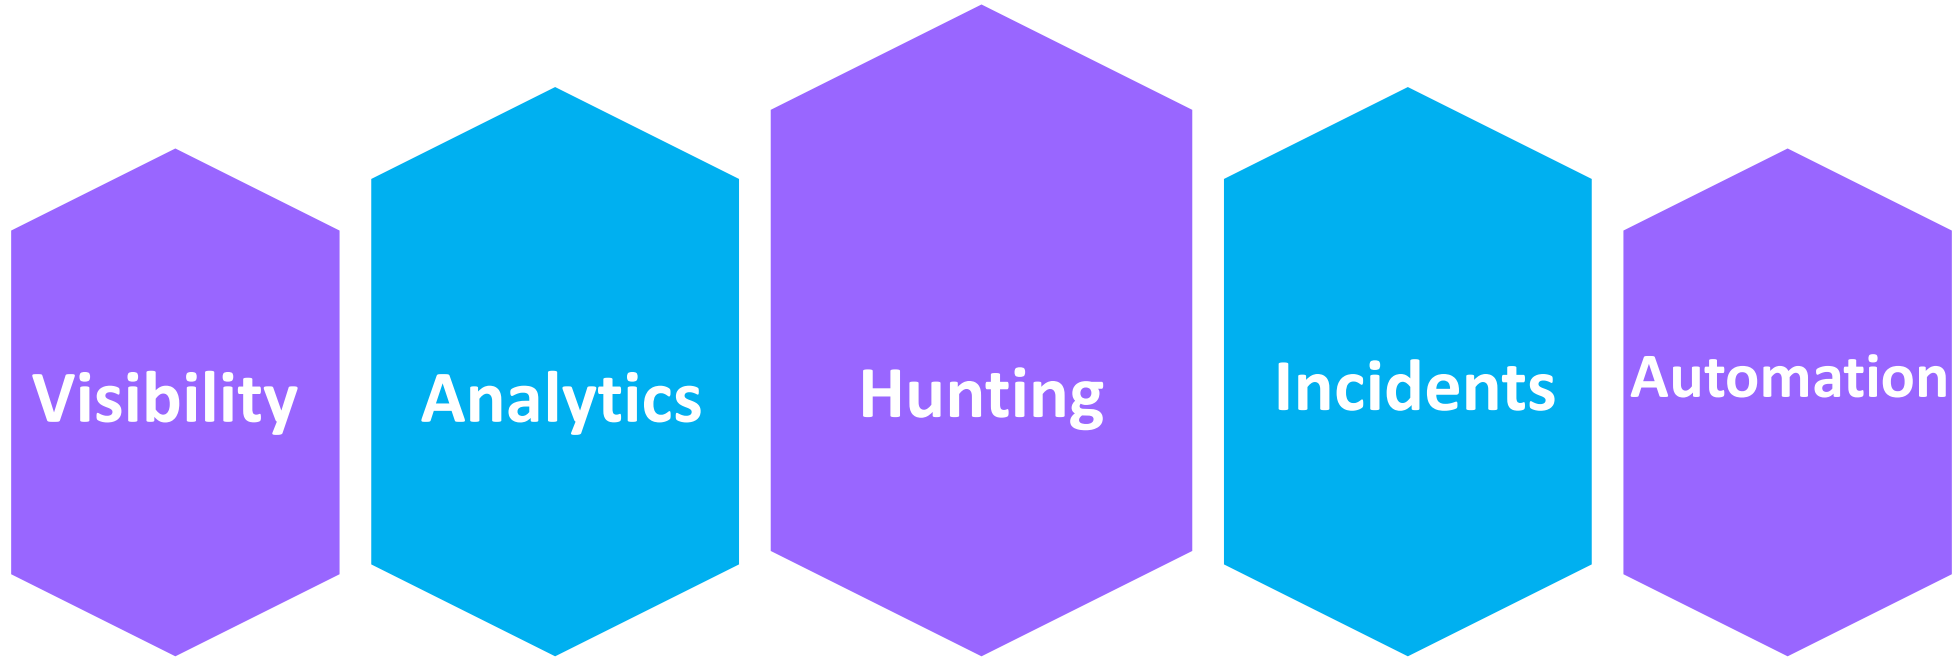 Visibility
Analytics
Hunting
Incidents
Automation